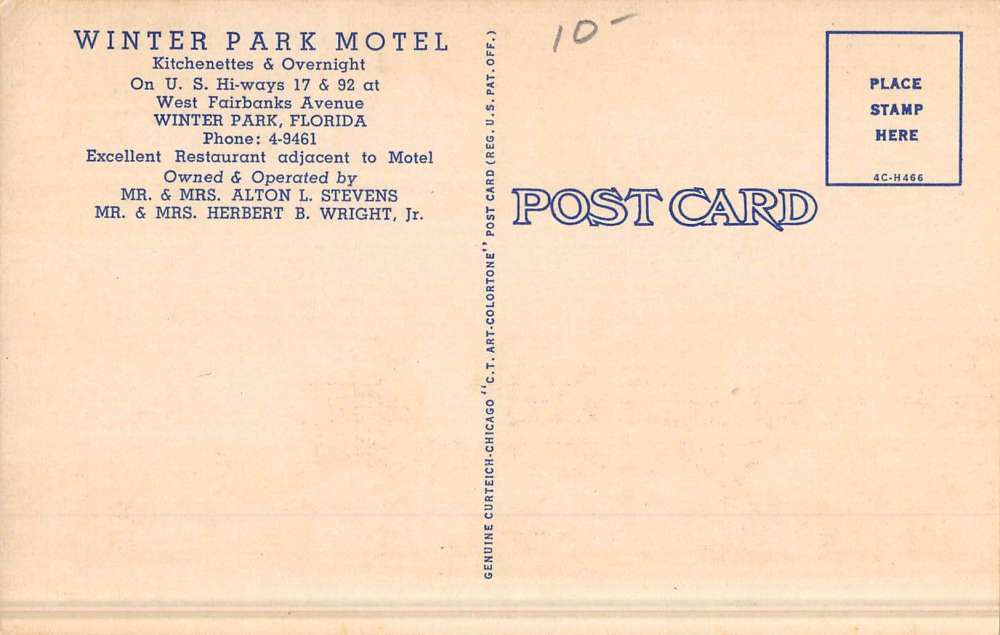 WINTER PARK MOTEL
Kitchenettes & Overnight
On U. S. Hi-ways 17 & 92 at
West Fairbanks Avenue
WINTER PARK, FLORIDA
Phone: 4-9461
Excellent Restaurant adjacent to Motel
Owned & Operated by
MR. & MRS. ALTON L. STEVENS
MR. & MRS. HERBERT B. WRIGHT, Jr.
GENUINE CURTEICH-CHICAGO "C.T. ART-COLORTONE" POST CARD (REG. U.S. PAT. OFF.)
10-
POST CARD
PLACE
STAMP
HERE
4C-H466